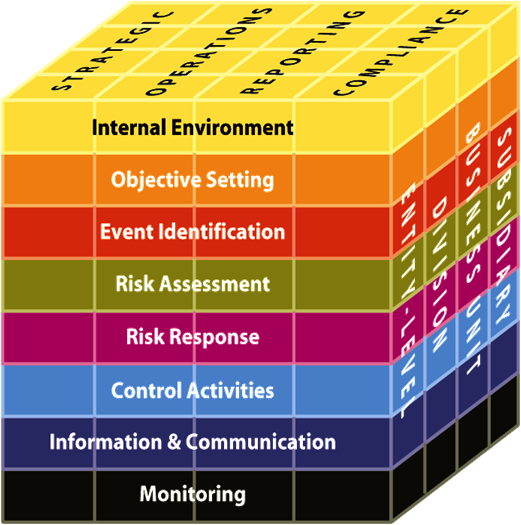 STRATEGIC
OPERATIONS
REPORTING
COMPLIANCE
Internal Environment
Objective Setting
Event Identification
Risk Assessment
Risk Response
Control Activities
Information & Communication
Monitoring
ENTITY-LEVEL
DIVISION
BUSINESS UNIT
SUBSIDIARY